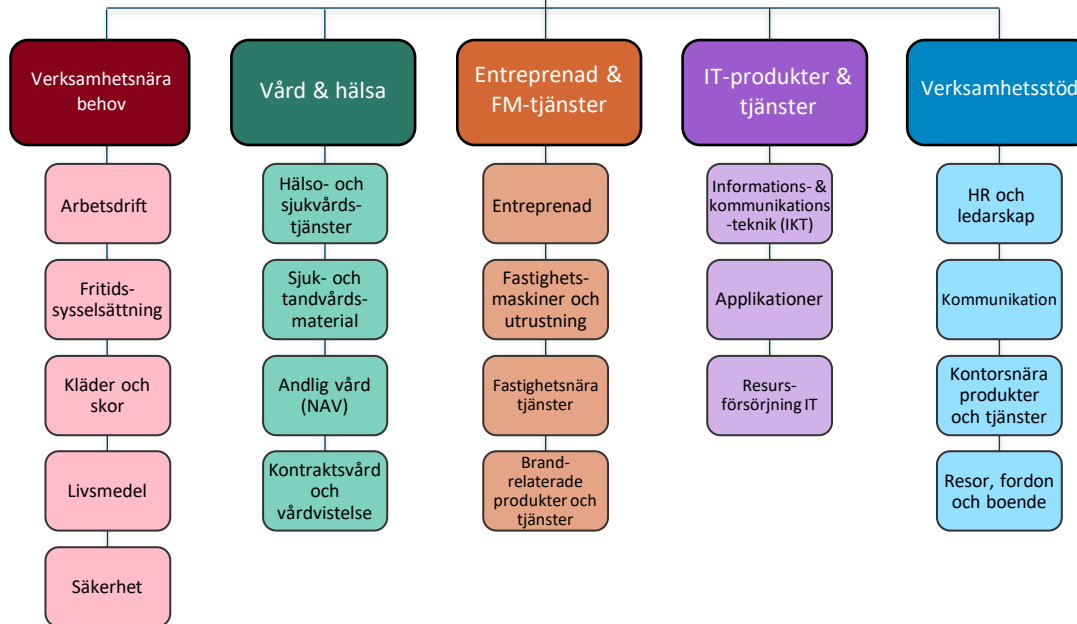 Verksamhetsnära
behov
Vård & hälsa
Entreprenad &
FM-tjänster
IT-produkter &
tjänster
Verksamhetsstöd
Arbetsdrift
Fritids-
sysselsättning
Kläder och
skor
Livsmedel
Säkerhet
Hälso- och
sjukvårds-
tjänster
Sjuk- och
tandvårds-
material
Andlig vård
(NAV)
Kontraktsvård
och
vårdvistelse
Entreprenad
Fastighets-
maskiner och
utrustning
Fastighetsnära
tjänster
Brand-
relaterade
produkter och
tjänster
Informations- &
kommunikations
-teknik (IKT)
Applikationer
Resurs-
försörjning IT
HR och
ledarskap
Kommunikation
Kontorsnära
produkter
och tjänster
Resor, fordon
och boende